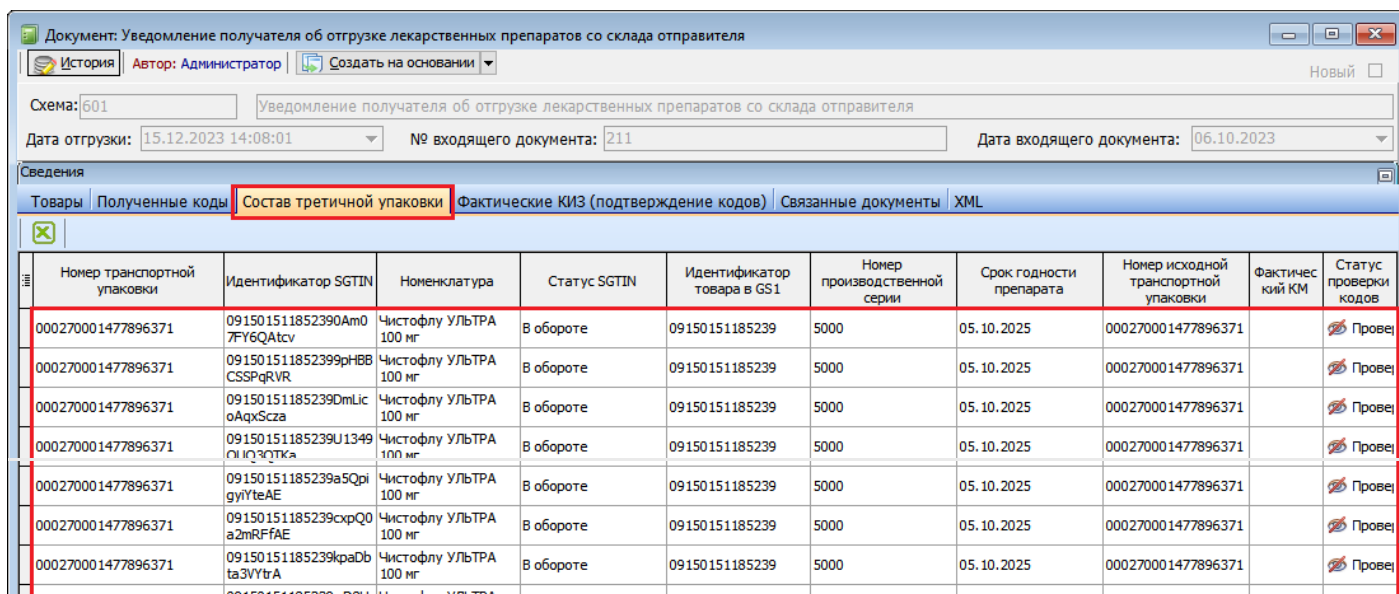 Документ: Уведомление получателя об отгрузке лекарственных препаратов со склада отправителя
История Автор: Администратор Создать на основании
Новый
Схема: 601 Уведомление получателя об отгрузке лекарственных препаратов со склада отправителя
Дата отгрузки: 15.12.2023 14:08:01 № входящего документа: 211 Дата входящего документа: 06.10.2023
Сведения
Товары Полученные коды Состав третичной упаковки Фактические КИЗ (подтверждение кодов) Связанные документы XML
Номер транспортной упаковки Идентификатор SGTIN Номенклатура Статус SGTIN Идентификатор товара в GS1 Номер производственной серии Срок годности препарата Номер исходной транспортной упаковки Фактичес кий КМ Статус проверки кодов
000270001477896371 091501511852390Am0 7FY6QAtcv Чистофлу УЛЬТРА 100 мг В обороте 09150151185239 5000 05.10.2025 000270001477896371 Прове
000270001477896371 091501511852399pHBB CSSPqRVR Чистофлу УЛЬТРА 100 мг В обороте 09150151185239 5000 05.10.2025 000270001477896371 Прове
000270001477896371 09150151185239DmLic oAqxScza Чистофлу УЛЬТРА 100 мг В обороте 09150151185239 5000 05.10.2025 000270001477896371 Прове
000270001477896371 09150151185239U1349 Чистофлу УЛЬТРА 100 мг В обороте 09150151185239 5000 05.10.2025 000270001477896371 Прове
000270001477896371 09150151185239a5Qpi gyiYteAE Чистофлу УЛЬТРА 100 мг В обороте 09150151185239 5000 05.10.2025 000270001477896371 Прове
000270001477896371 09150151185239cxpQ0 a2mRFfAE Чистофлу УЛЬТРА 100 мг В обороте 09150151185239 5000 05.10.2025 000270001477896371 Прове
000270001477896371 09150151185239kpaDb ta3VYtrA Чистофлу УЛЬТРА 100 мг В обороте 09150151185239 5000 05.10.2025 000270001477896371 Прове